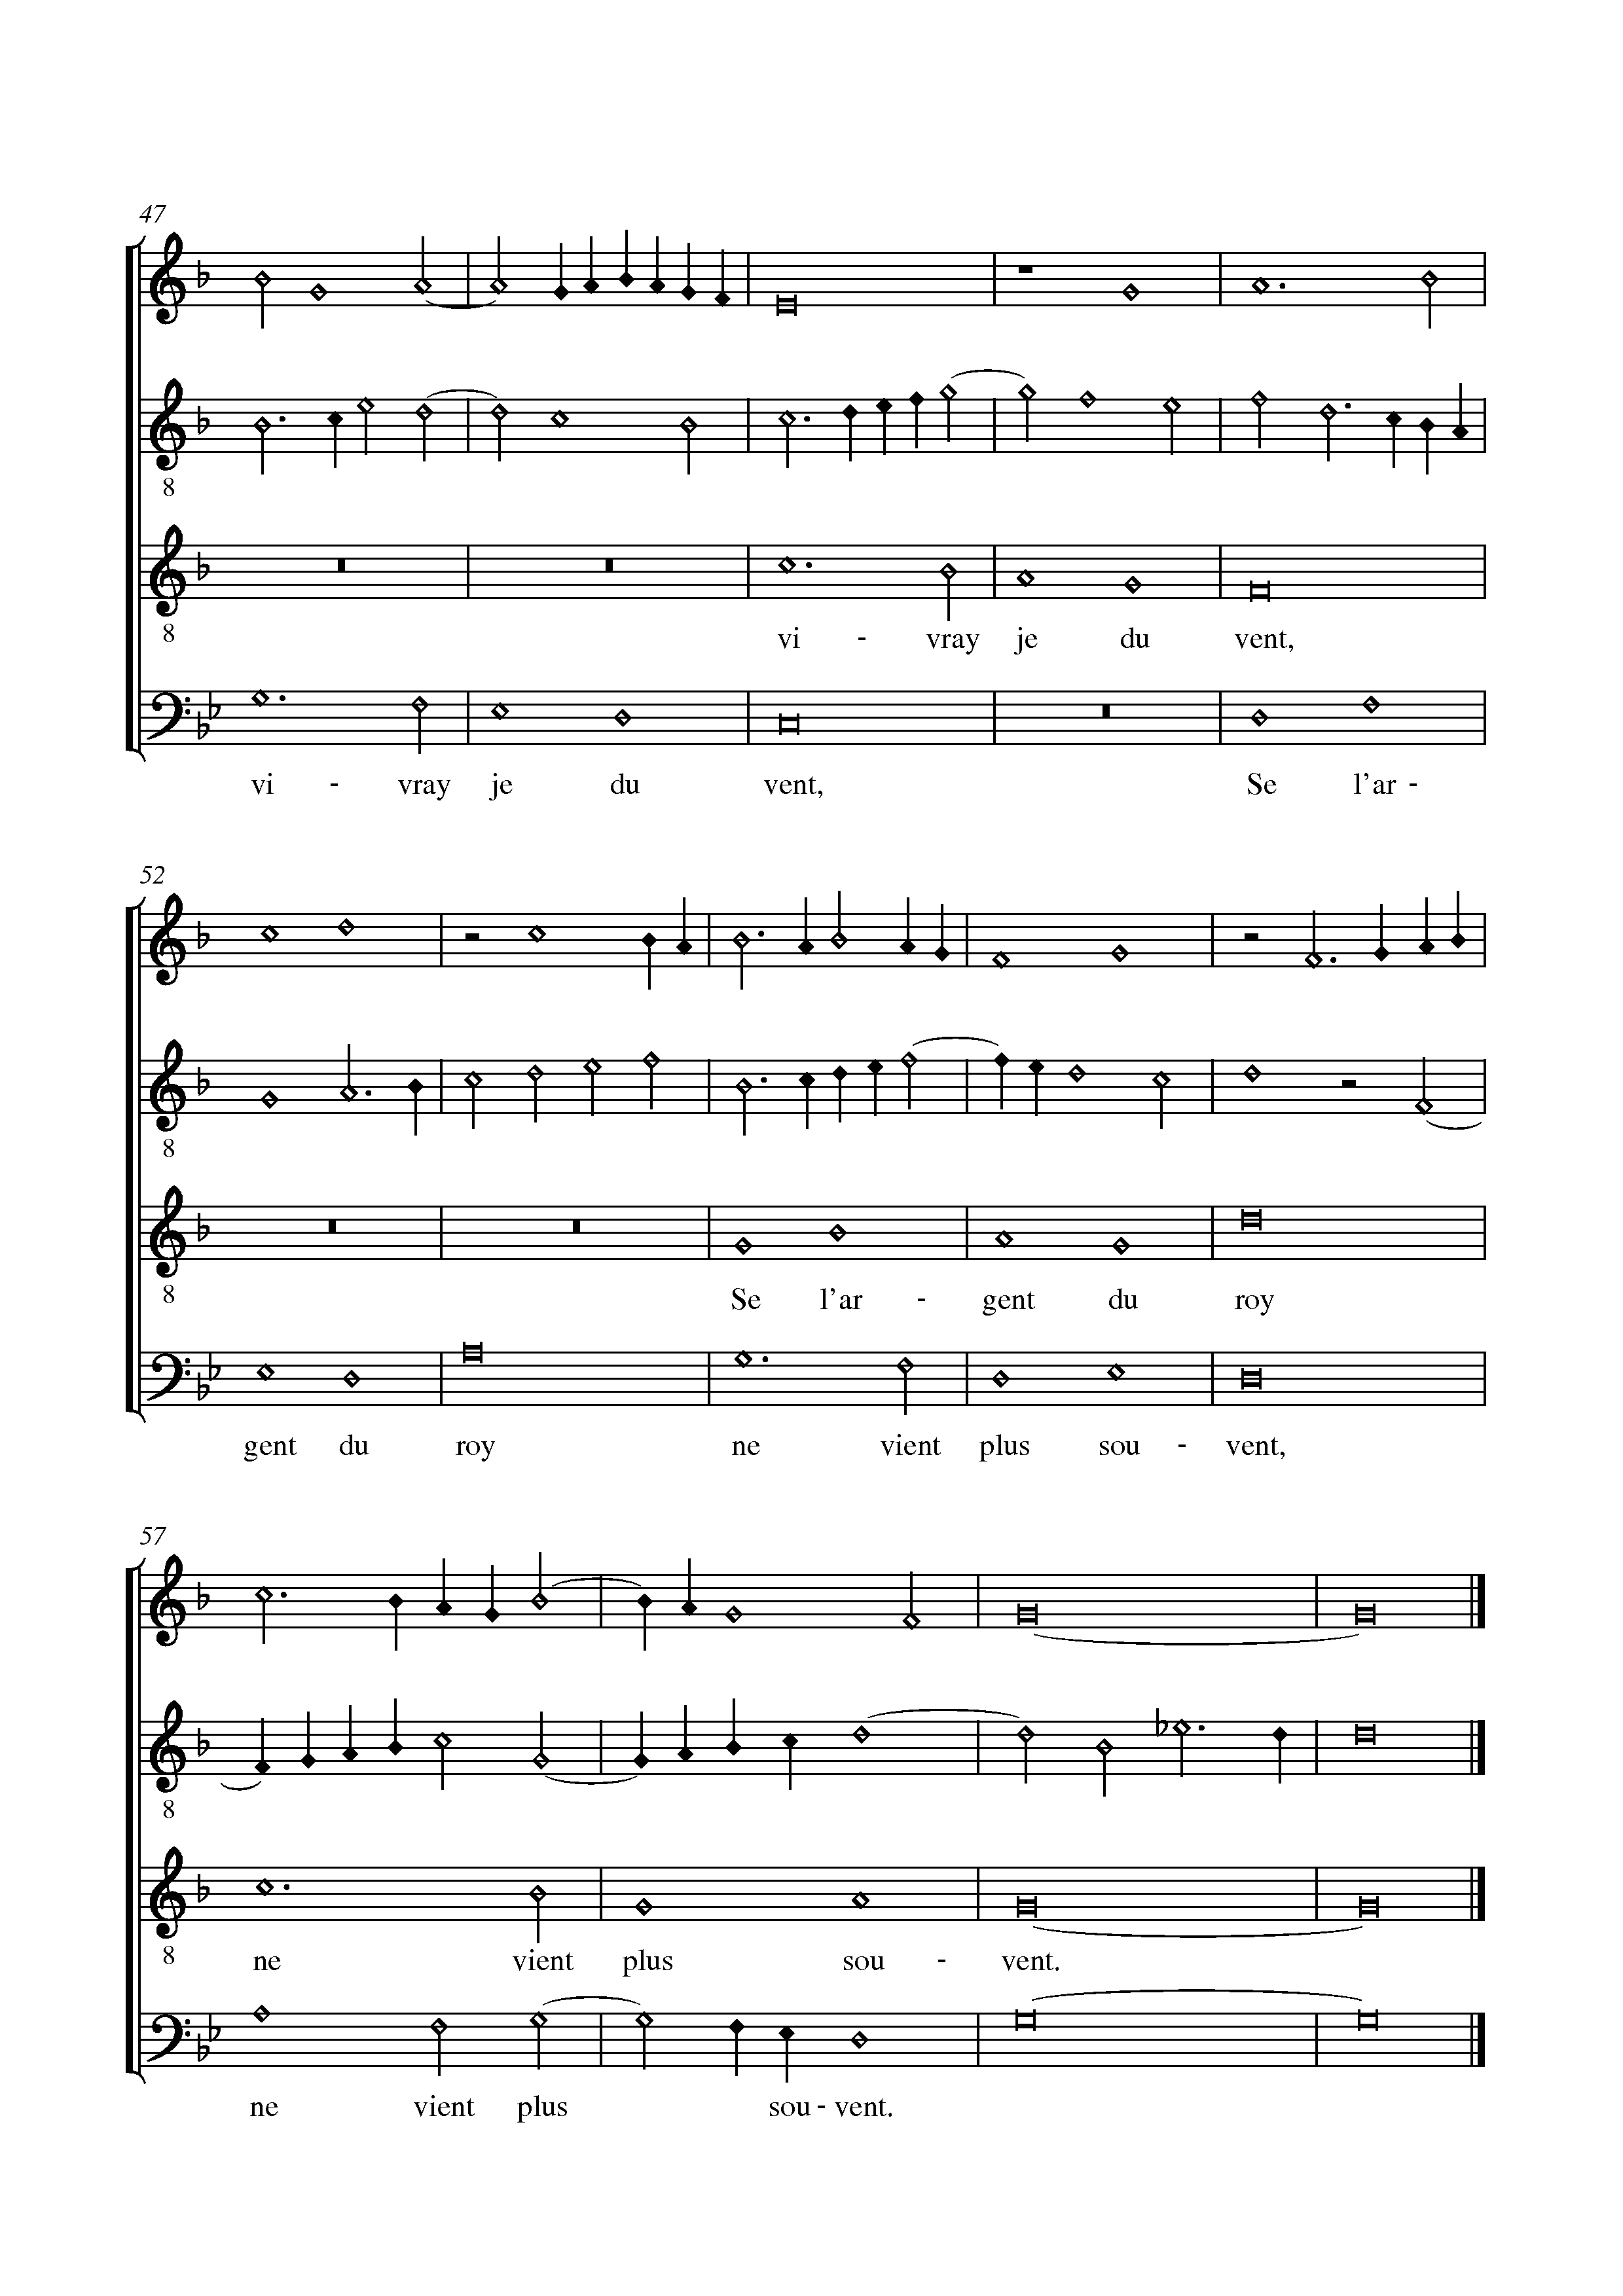 47
8
8
vi - vray je du vent,
vi - vray je du vent, Se l'ar -
52
8
8
Se l'ar - gent du roy
gent du roy ne vient plus sou - vent,
57
8
8
ne vient plus sou - vent.
ne vient plus sou - vent.